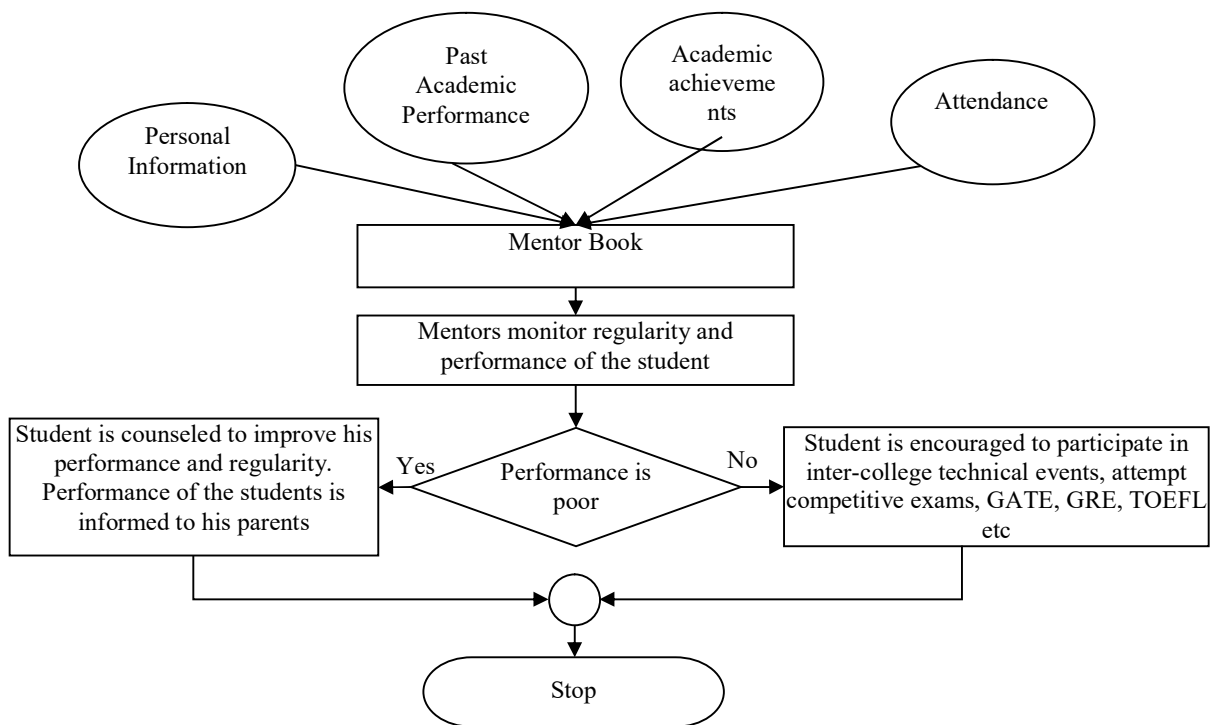 Past
Academic
Performance
Academic
achieveme
nts
Attendance
Personal
Information
Mentor Book
Mentors monitor regularity and
performance of the student
Student is counseled to improve his
performance and regularity.
Performance of the students is
informed to his parents
Yes
Performance is
poor
No
Student is encouraged to participate in
inter-college technical events, attempt
competitive exams, GATE, GRE, TOEFL
etc
Stop